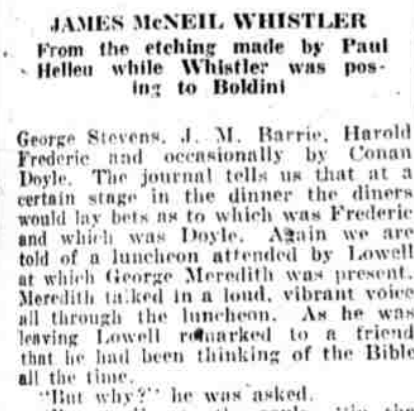 JAMES McNEIL WHISTLER
From the etching made by Paul
Helleu while Whistler was pos-
ing to Boldini
George Stevens, J. M. Barrie, Harold
Frederic and occasionally by Conan
Doyle. The journal tells us that at a
certain stage in the dinner the diners
would lay bets as to which was Frederic
and which was Doyle. Again we are
told of a luncheon attended by Lowell
at which George Meredith was present.
Meredith talked in a loud, vibrant voice
all through the luncheon. As he was
leaving Lowell remarked to a friend
that he had been thinking of the Bible
all the time.
"But why?" he was asked.